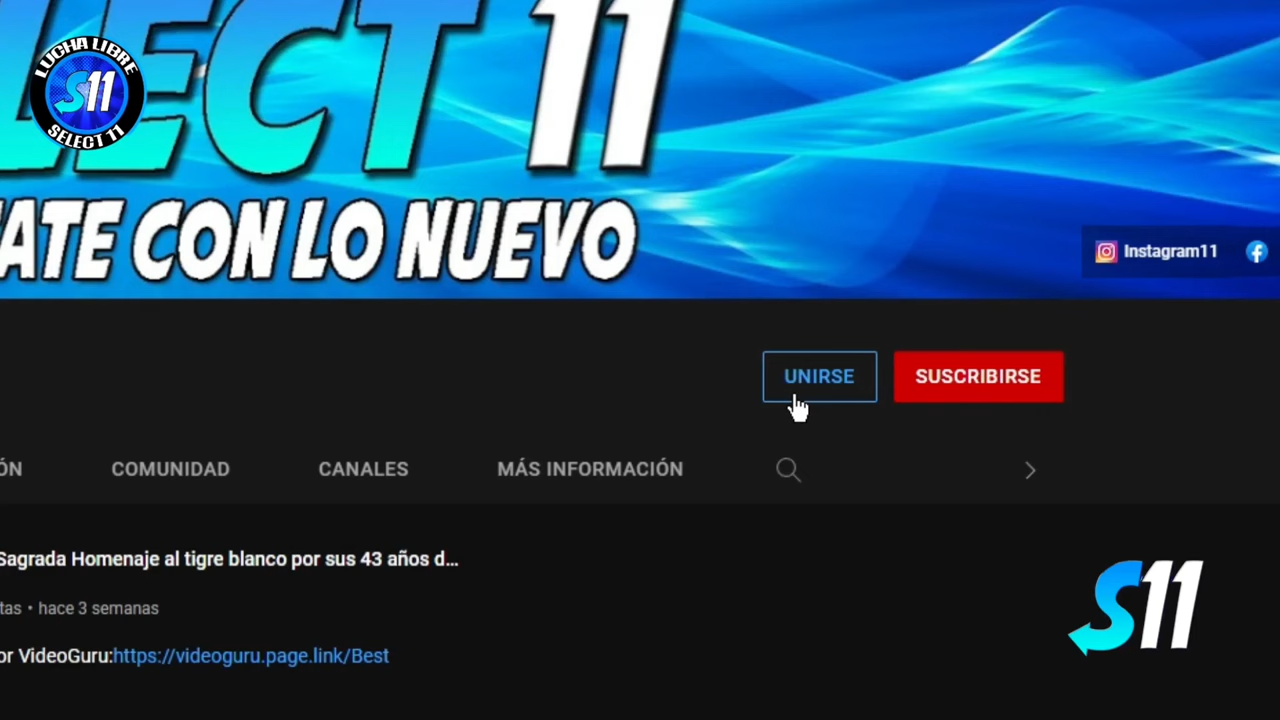 LECT 11
LUCHA LIBRE
S11
SELECT 11
ATE CON LO NUEVO
Instagram11
UNIRSE
SUSCRIBIRSE
ÓN
COMUNIDAD
CANALES
MÁS INFORMACIÓN
Sagrada Homenaje al tigre blanco por sus 43 años d...
tas • hace 3 semanas
or VideoGuru:https://videoguru.page.link/Best
S11